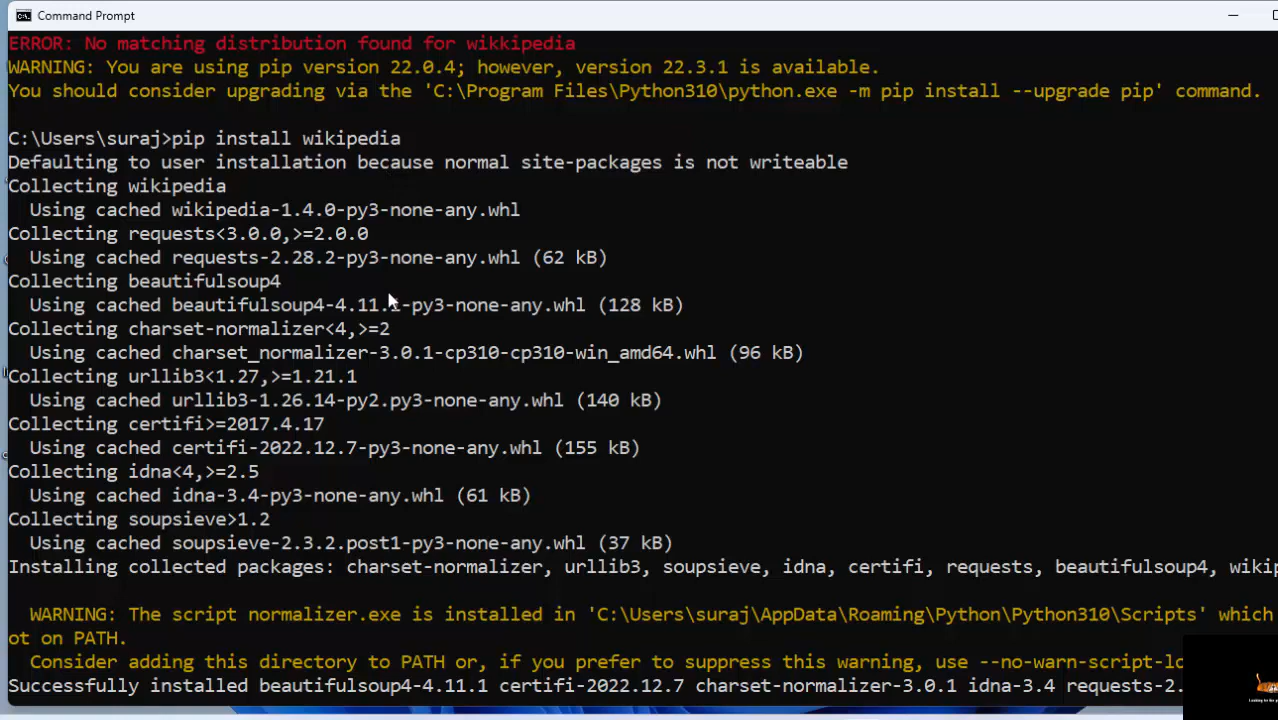 Command Prompt
ERROR: No matching distribution found for wikkipedia
WARNING: You are using pip version 22.0.4; however, version 22.3.1 is available.
You should consider upgrading via the 'C:\Program Files\Python310\python.exe -m pip install --upgrade pip' command.
C:\Users\suraj>pip install wikipedia
Defaulting to user installation because normal site-packages is not writeable
Collecting wikipedia
Using cached wikipedia-1.4.0-py3-none-any.whl
Collecting requests<3.0.0,>=2.0.0
Using cached requests-2.28.2-py3-none-any.whl (62 kB)
Collecting beautifulsoup4
Using cached beautifulsoup4-4.11.1-py3-none-any.whl (128 kB)
Collecting charset-normalizer<4,>=2
Using cached charset_normalizer-3.0.1-cp310-cp310-win_amd64.whl (96 kB)
Collecting urllib3<1.27,>=1.21.1
Using cached urllib3-1.26.14-py2.py3-none-any.whl (140 kB)
Collecting certifi>=2017.4.17
Using cached certifi-2022.12.7-py3-none-any.whl (155 kB)
Collecting idna<4,>=2.5
Using cached idna-3.4-py3-none-any.whl (61 kB)
Collecting soupsieve>1.2
Using cached soupsieve-2.3.2.post1-py3-none-any.whl (37 kB)
Installing collected packages: charset-normalizer, urllib3, soupsieve, idna, certifi, requests, beautifulsoup4, wikip
WARNING: The script normalizer.exe is installed in 'C:\Users\suraj\AppData\Roaming\Python\Python310\Scripts' which
ot on PATH.
Consider adding this directory to PATH or, if you prefer to suppress this warning, use --no-warn-script-lo
Successfully installed beautifulsoup4-4.11.1 certifi-2022.12.7 charset-normalizer-3.0.1 idna-3.4 requests-2.